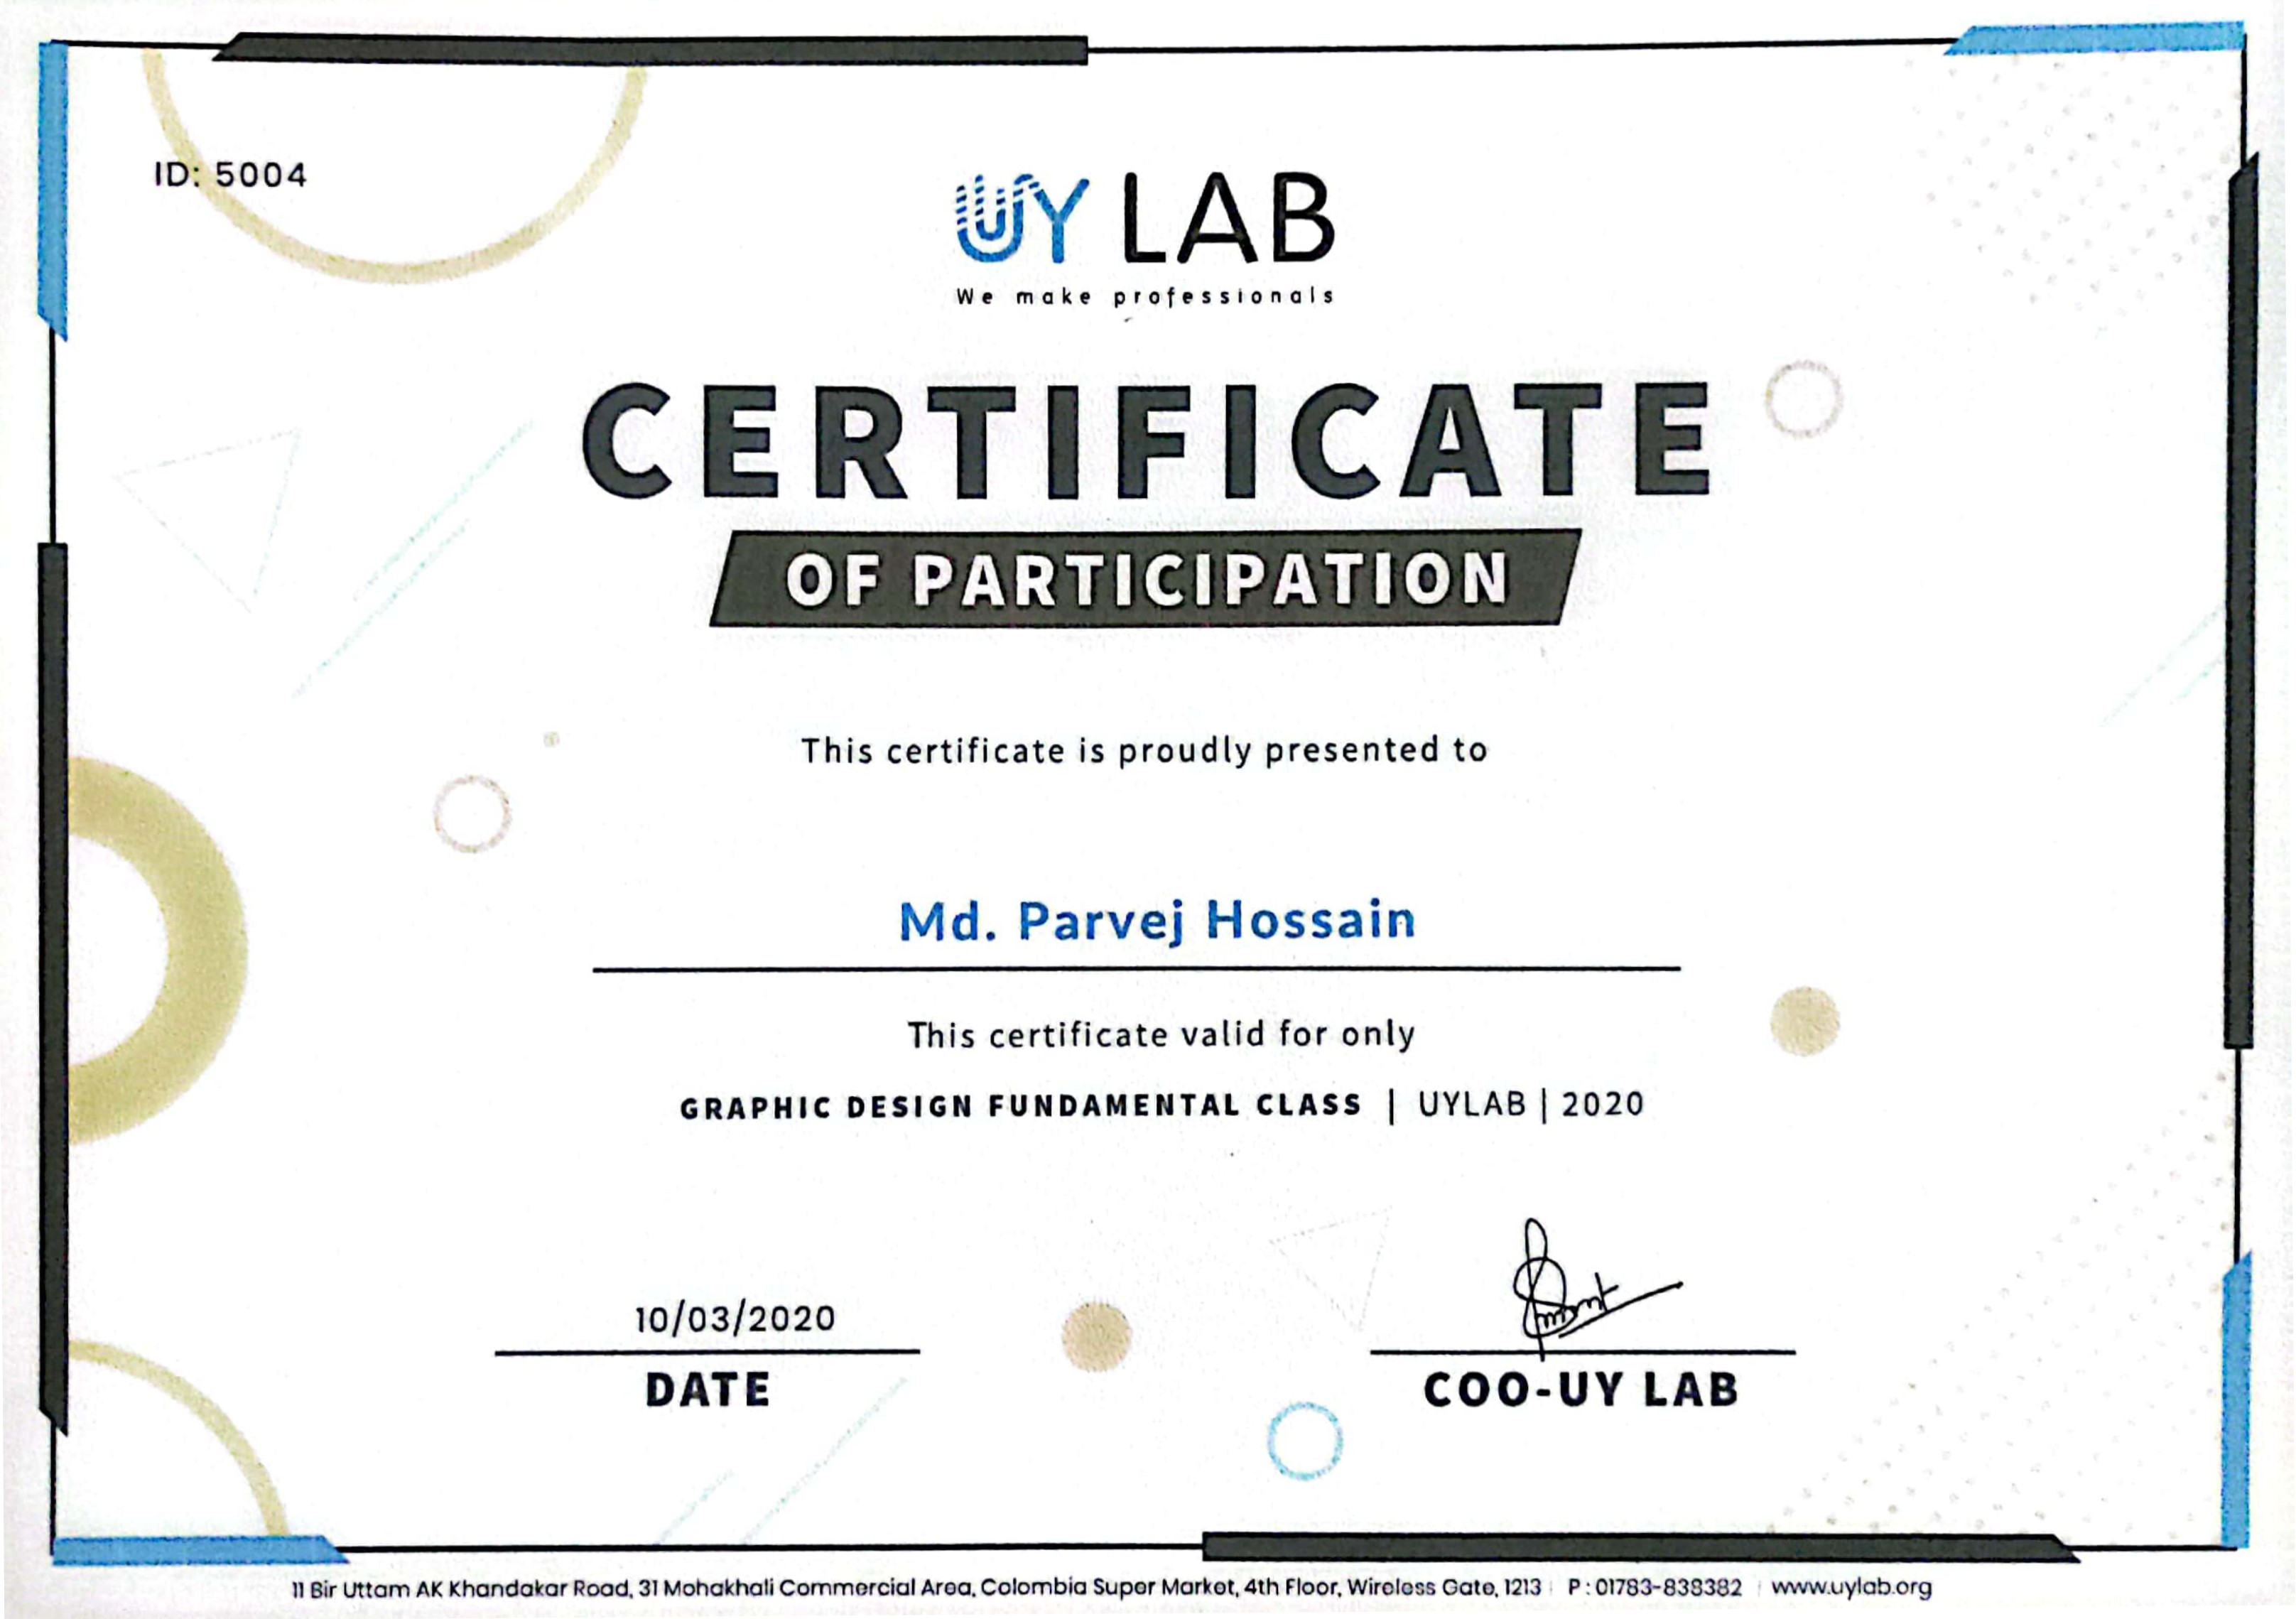 ID: 5004
UY LAB
We make professionals
CERTIFICATE
OF PARTICIPATION
This certificate is proudly presented to
Md. Parvej Hossain
This certificate valid for only
GRAPHIC DESIGN FUNDAMENTAL CLASS | UYLAB | 2020
10/03/2020
DATE
COO-UY LAB
11 Bir Uttam AK Khandakar Road, 31 Mohakhali Commercial Area, Colombia Super Market, 4th Floor, Wireless Gate, 1213 | P : 01783-838382 | www.uylab.org